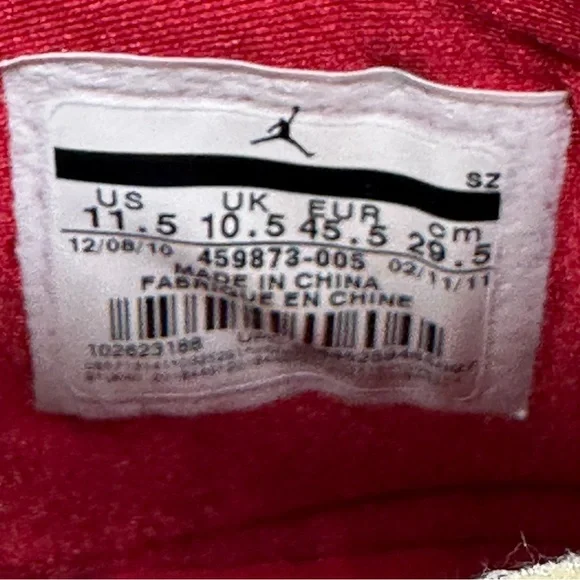 SZ
US UK EUR cm
11.5 10.5 45.5 29.5
12/08/10 459873-005 02/11/11
MADE IN CHINA
FABRIQUE EN CHINE
102623188